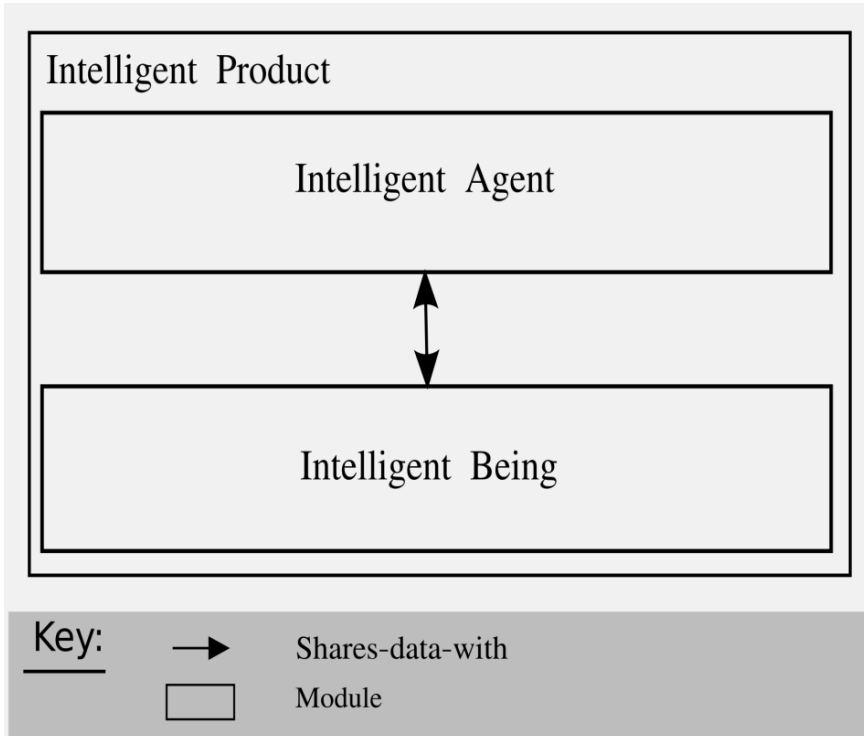 Intelligent Product
Intelligent Agent
Intelligent Being
Key:
Shares-data-with
Module